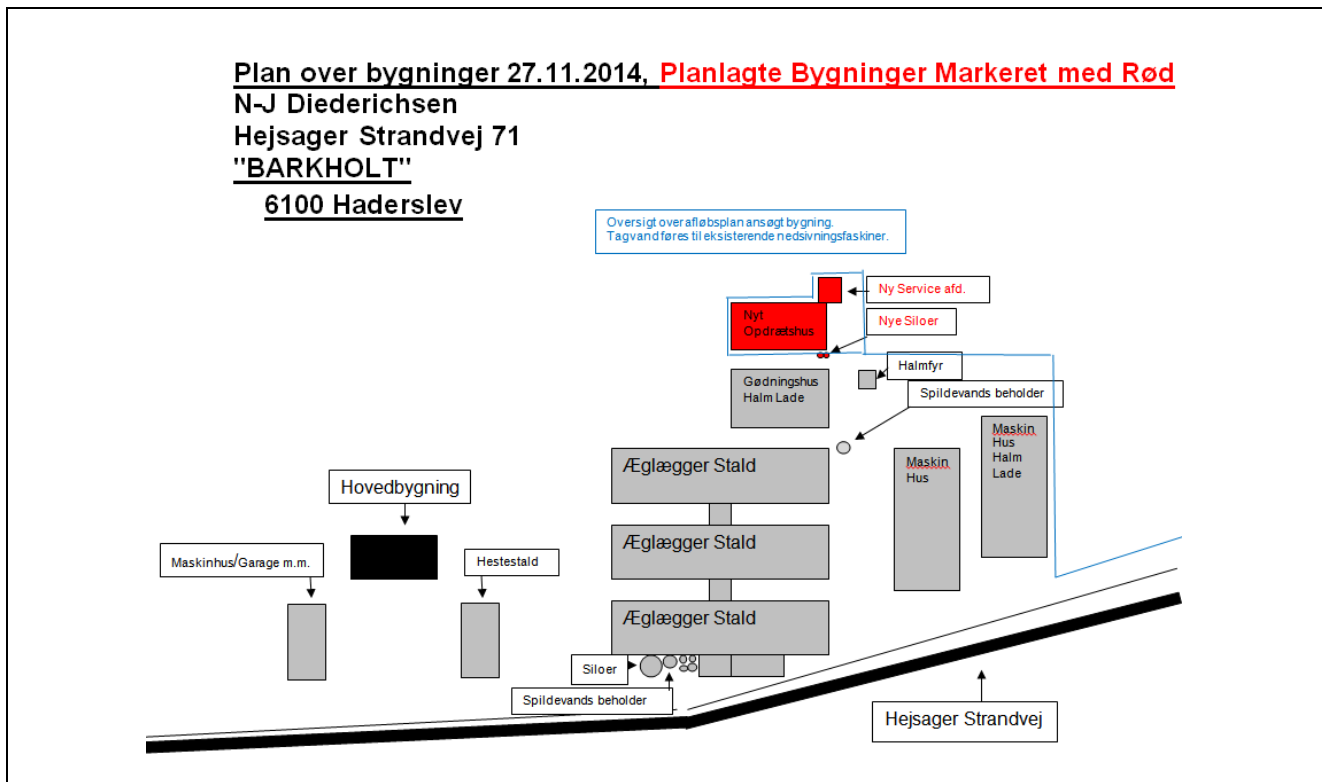 Plan over bygninger 27.11.2014, Planlagte Bygninger Markeret med Rød
N-J Diederichsen
Hejsager Strandvej 71
"BARKHOLT"
6100 Haderslev
Oversigt over afløbsplan ansøgt bygning.
Tagvand føres til eksisterende nedsivningsfaskiner.
Ny Service afd.
Nyt
Opdrætshus
Nye Siloer
Halmfyr
Gødningshus
Halm Lade
Spildevands beholder
Maskin
Hus
Halm
Lade
Æglægger Stald
Maskin
Hus
Hovedbygning
Æglægger Stald
Maskinhus/Garage m.m.
Hestestald
Æglægger Stald
Siloer
Spildevands beholder
Hejsager Strandvej